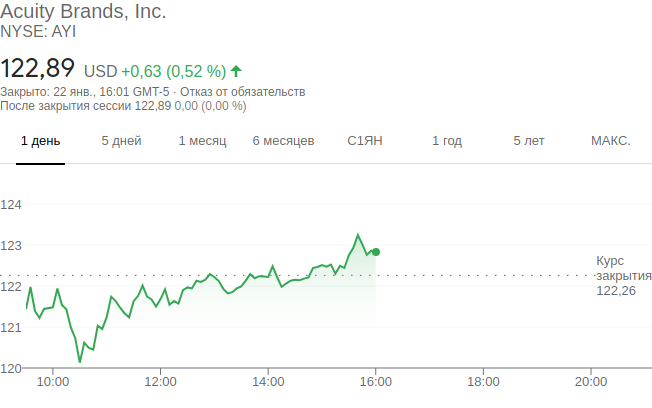 Acuity Brands, Inc.
NYSE: AYI
122,89 USD +0,63 (0,52 %)
Закрыто: 22 янв., 16:01 GMT-5 · Отказ от обязательств
После закрытия сессии 122,89 0,00 (0,00 %)
1 день 5 дней 1 месяц 6 месяцев С1ЯН 1 год 5 лет МАКС.
124
123
Курс
закрытия
122,26
122
121
120
10:00 12:00 14:00 16:00 18:00 20:00